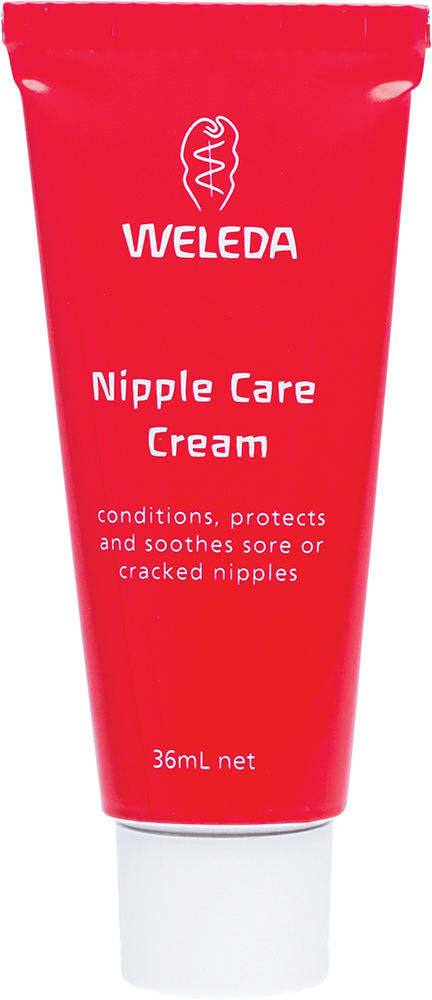 WELEDA
Nipple Care
Cream
conditions, protects
and soothes sore or
cracked nipples
36mL net